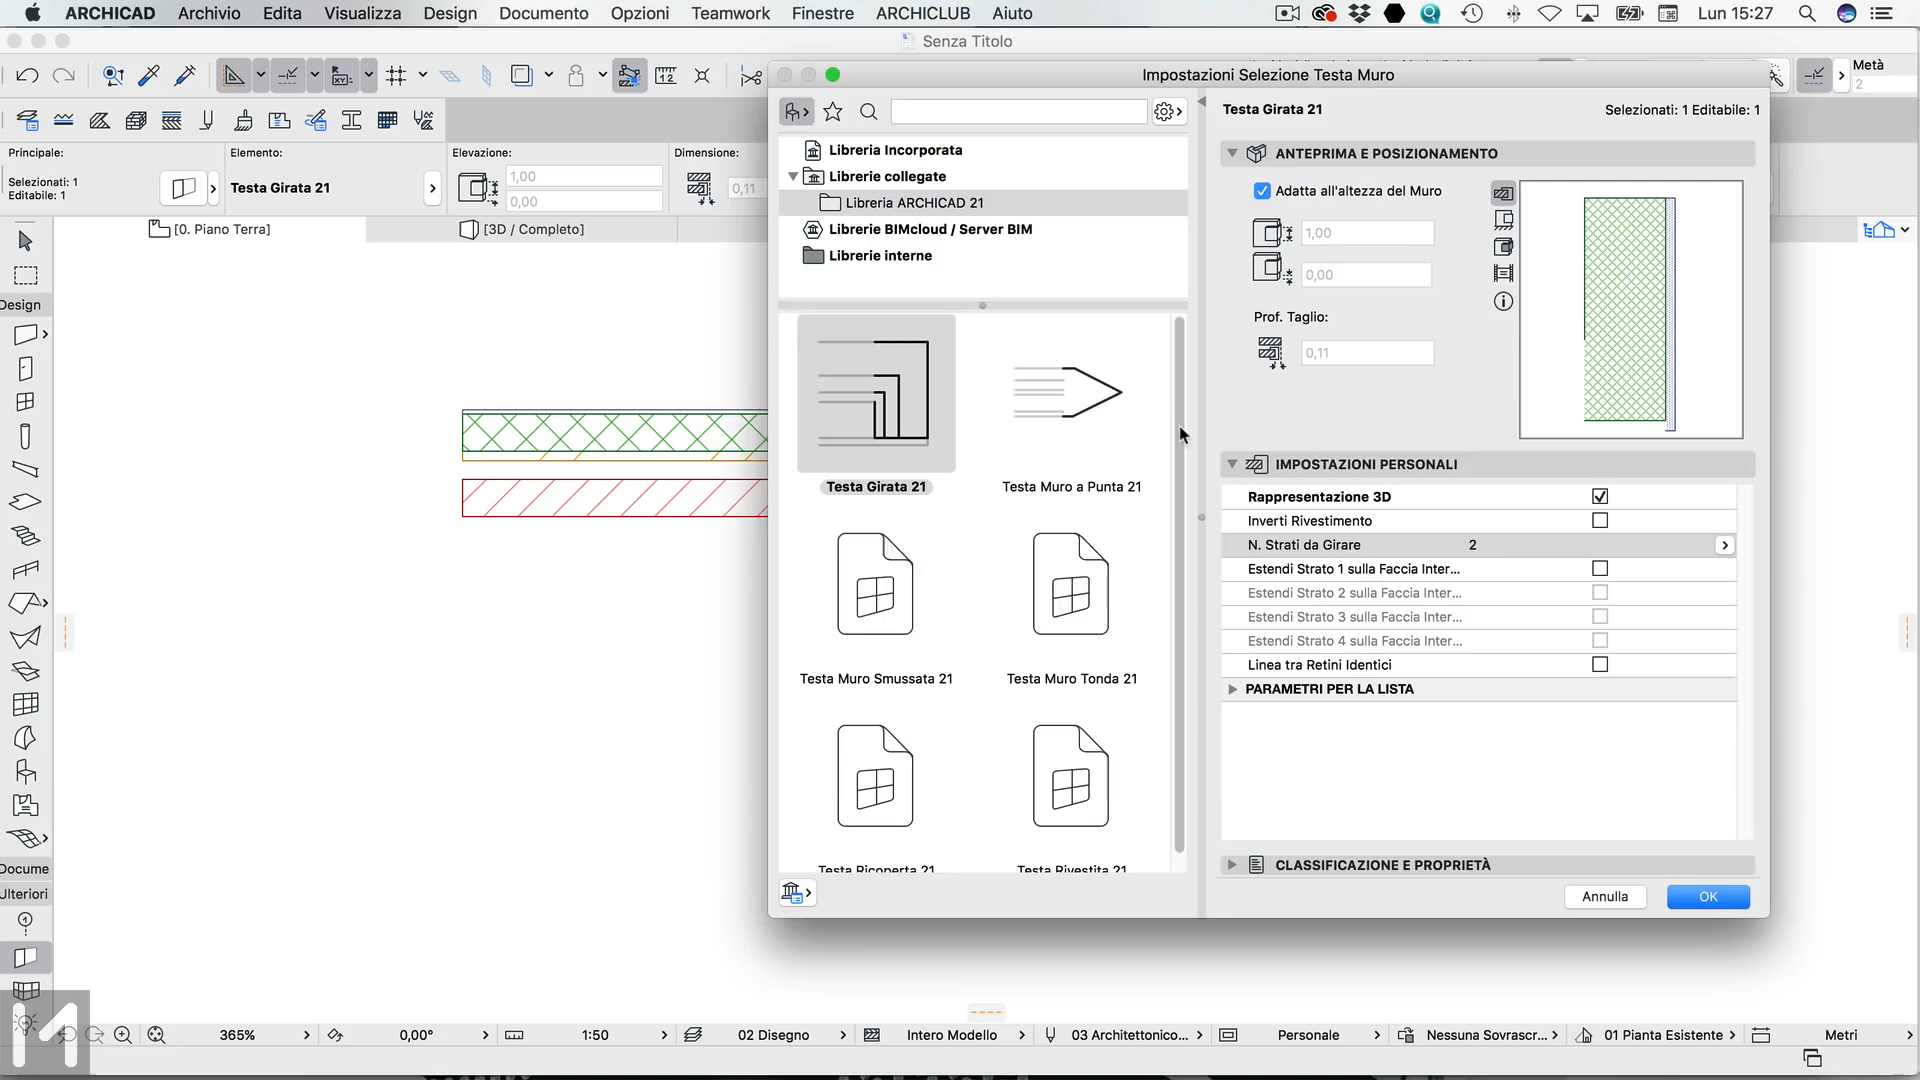 ARCHICAD Archivio Edita Visualizza Design Documento Opzioni Teamwork Finestre ARCHICLUB Aiuto Lun 15:27
Senza Titolo
Metà
2
Principale:
Selezionati: 1
Editabile: 1
Elemento:
Testa Girata 21
Elevazione:
1,00
0,00
Dimensione:
0,11
[0. Piano Terra]
[3D / Completo]
Design
Docume
Ulteriori
Impostazioni Selezione Testa Muro
Libreria Incorporata
Librerie collegate
Libreria ARCHICAD 21
Librerie BIMcloud / Server BIM
Librerie interne
Testa Girata 21
Testa Muro a Punta 21
Testa Muro Smussata 21
Testa Muro Tonda 21
Testa Ricoperta 21
Testa Rivestita 21
Testa Girata 21
Selezionati: 1 Editabile: 1
ANTEPRIMA E POSIZIONAMENTO
Adatta all'altezza del Muro
1,00
0,00
Prof. Taglio:
0,11
IMPOSTAZIONI PERSONALI
Rappresentazione 3D
Inverti Rivestimento
N. Strati da Girare 2
Estendi Strato 1 sulla Faccia Inter...
Estendi Strato 2 sulla Faccia Inter...
Estendi Strato 3 sulla Faccia Inter...
Estendi Strato 4 sulla Faccia Inter...
Linea tra Retini Identici
PARAMETRI PER LA LISTA
CLASSIFICAZIONE E PROPRIETÀ
Annulla
OK
365% 0,00° 1:50 02 Disegno Intero Modello 03 Architettonico... Personale Nessuna Sovrascr... 01 Pianta Esistente Metri